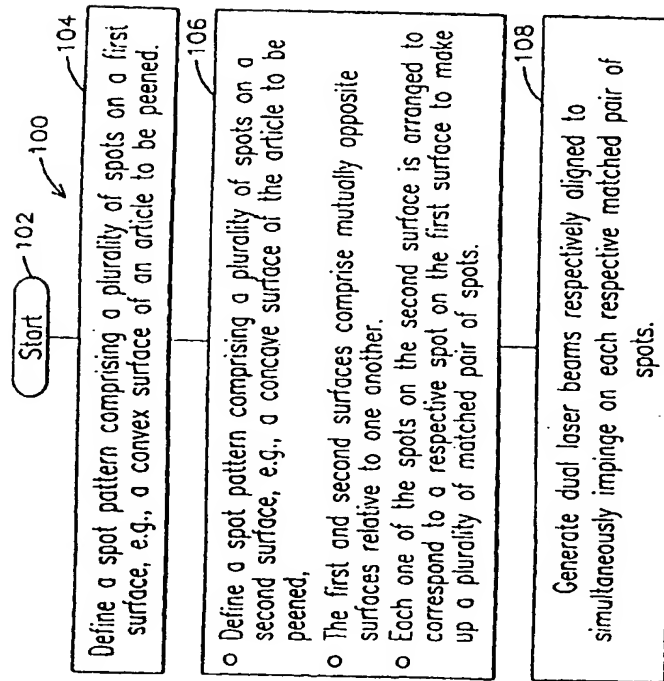 Start
102
100
104
Define a spot pattern comprising a plurality of spots on a first
surface, e.g., a convex surface of an article to be peened.
106
o Define a spot pattern comprising a plurality of spots on a
second surface, e.g., a concave surface of the article to be
peened,
o The first and second surfaces comprise mutually opposite
surfaces relative to one another.
o Each one of the spots on the second surface is arranged to
correspond to a respective spot on the first surface to make
up a plurality of matched pair of spots.
108
Generate dual laser beams respectively aligned to
simultaneously impinge on each respective matched pair of
spots.